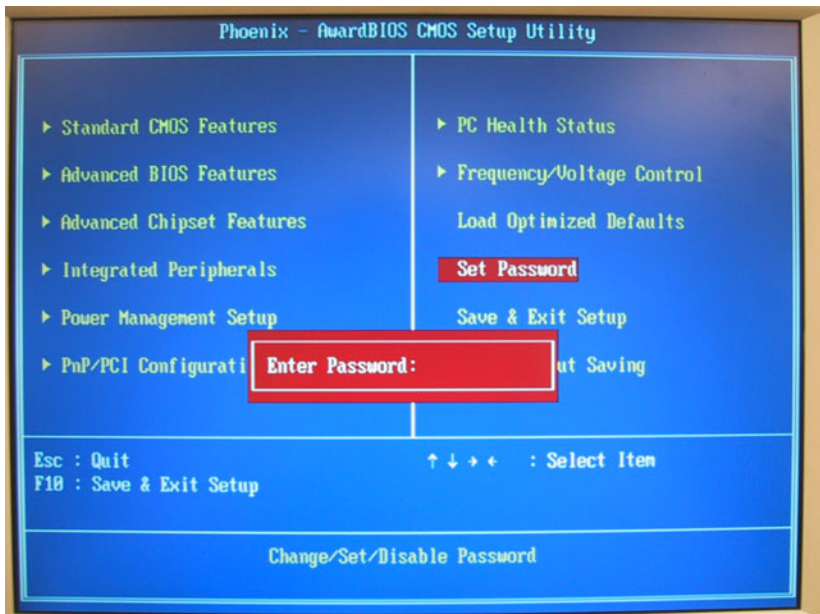 Phoenix - AwardBIOS CMOS Setup Utility
▶ Standard CMOS Features
▶ Advanced BIOS Features
▶ Advanced Chipset Features
▶ Integrated Peripherals
▶ Power Management Setup
▶ PnP/PCI Configurati
▶ PC Health Status
▶ Frequency/Voltage Control
Load Optimized Defaults
Set Password
Save & Exit Setup
ut Saving
Enter Password:
Esc : Quit
F10 : Save & Exit Setup
↑ ↓ → ← : Select Item
Change/Set/Disable Password